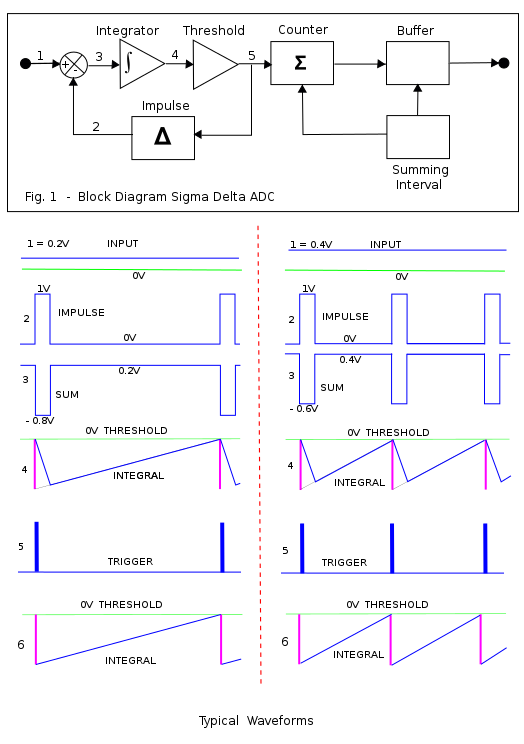 Integrator Threshold Counter Buffer
1 + - 3 ∫ 4 5 Σ
Impulse
2 Δ
Summing
Interval
Fig. 1 - Block Diagram Sigma Delta ADC
1 = 0.2V INPUT
0V
1V
2 IMPULSE
0V
3 0.2V
SUM
- 0.8V
0V THRESHOLD
4 INTEGRAL
5
TRIGGER
0V THRESHOLD
6
INTEGRAL
1 = 0.4V INPUT
0V
1V
2 IMPULSE
0V
0.4V
3
SUM
- 0.6V
0V THRESHOLD
4
INTEGRAL
5
TRIGGER
0V THRESHOLD
6
INTEGRAL
Typical Waveforms